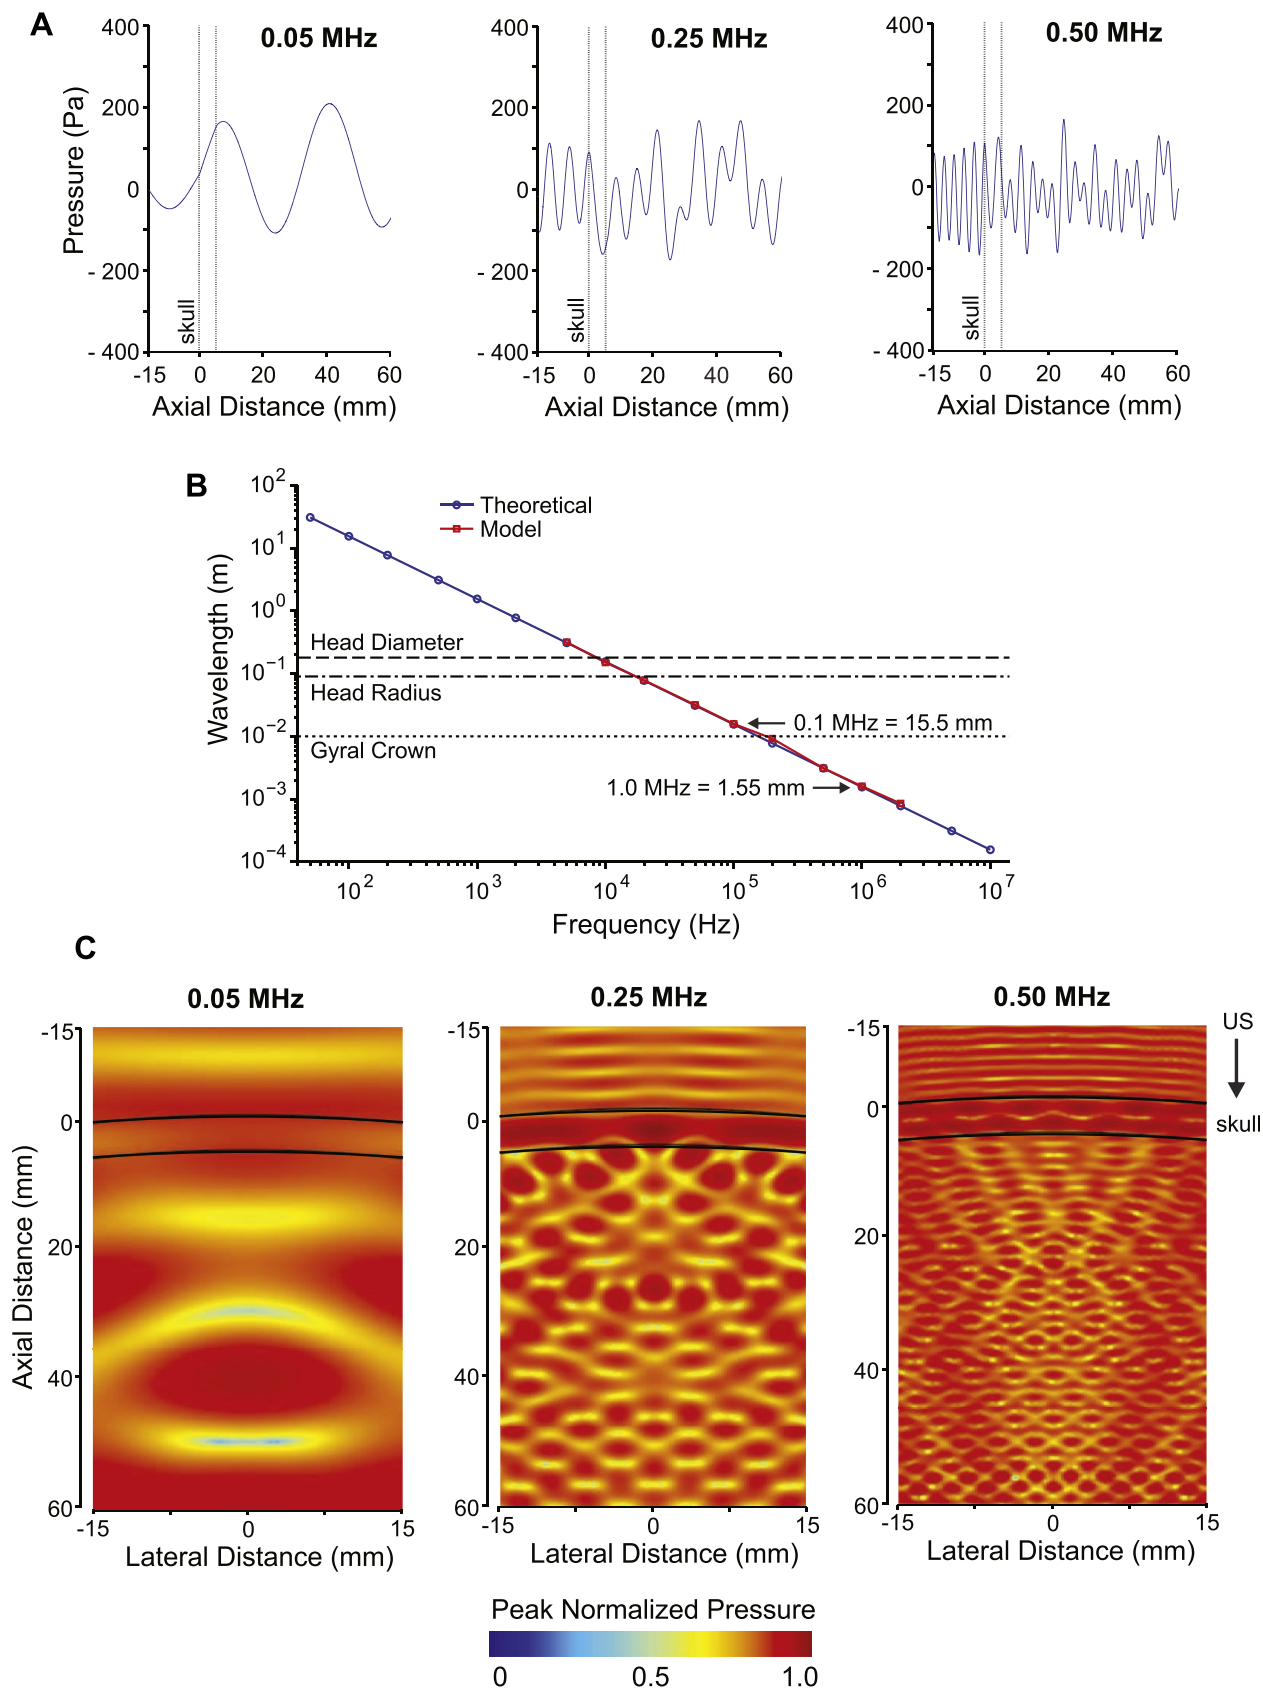 A
0.05 MHz
0.25 MHz
0.50 MHz
400
200
0
- 200
- 400
Pressure (Pa)
skull
-15 0 20 40 60
Axial Distance (mm)
400
200
0
- 200
- 400
skull
-15 0 20 40 60
Axial Distance (mm)
400
200
0
- 200
- 400
skull
-15 0 20 40 60
Axial Distance (mm)
B
Theoretical
Model
10²
10¹
10⁰
10⁻¹
10⁻²
10⁻³
10⁻⁴
Wavelength (m)
Head Diameter
Head Radius
0.1 MHz = 15.5 mm
Gyral Crown
1.0 MHz = 1.55 mm
10² 10³ 10⁴ 10⁵ 10⁶ 10⁷
Frequency (Hz)
C
0.05 MHz
0.25 MHz
0.50 MHz
US
skull
-15
0
20
40
60
Axial Distance (mm)
-15 0 15
Lateral Distance (mm)
-15
0
20
40
60
-15 0 15
Lateral Distance (mm)
-15
0
20
40
60
-15 0 15
Lateral Distance (mm)
Peak Normalized Pressure
0 0.5 1.0